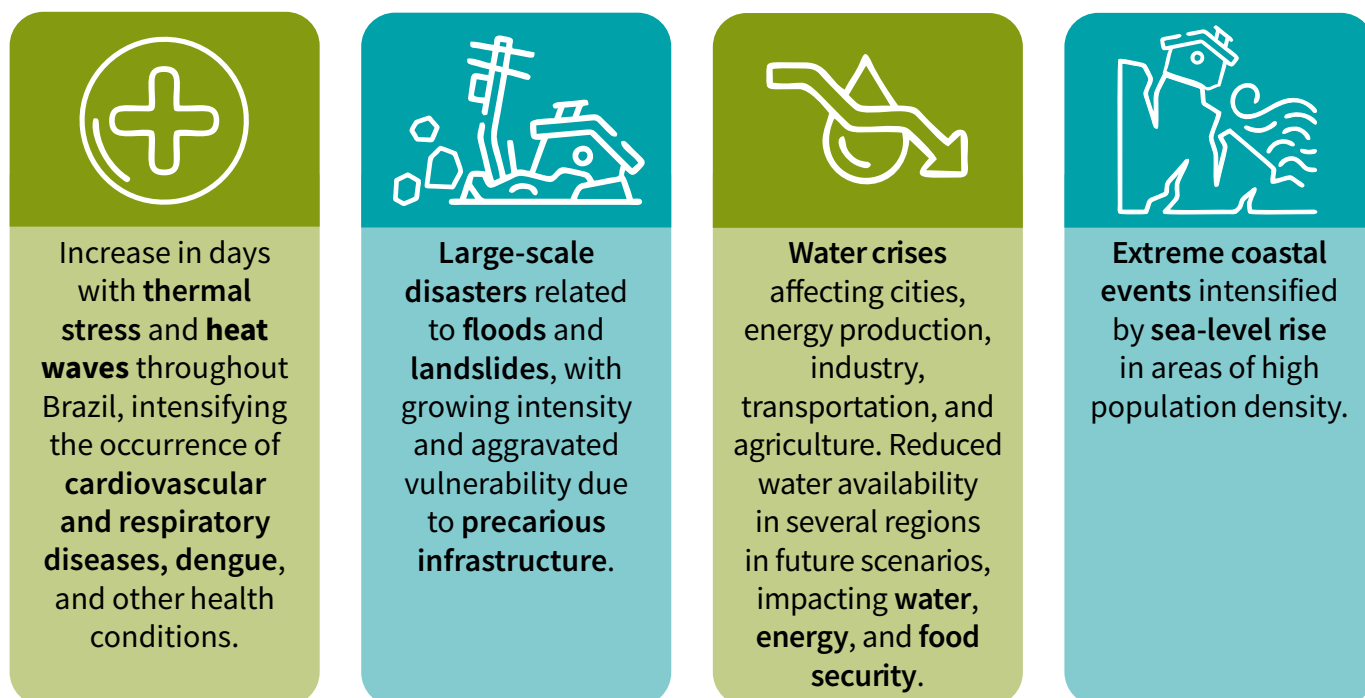 Increase in days
with thermal
stress and heat
waves throughout
Brazil, intensifying
the occurrence of
cardiovascular
and respiratory
diseases, dengue,
and other health
conditions.
Large-scale
disasters related
to floods and
landslides, with
growing intensity
and aggravated
vulnerability due
to precarious
infrastructure.
Water crises
affecting cities,
energy production,
industry,
transportation, and
agriculture. Reduced
water availability
in several regions
in future scenarios,
impacting water,
energy, and food
security.
Extreme coastal
events intensified
by sea-level rise
in areas of high
population density.